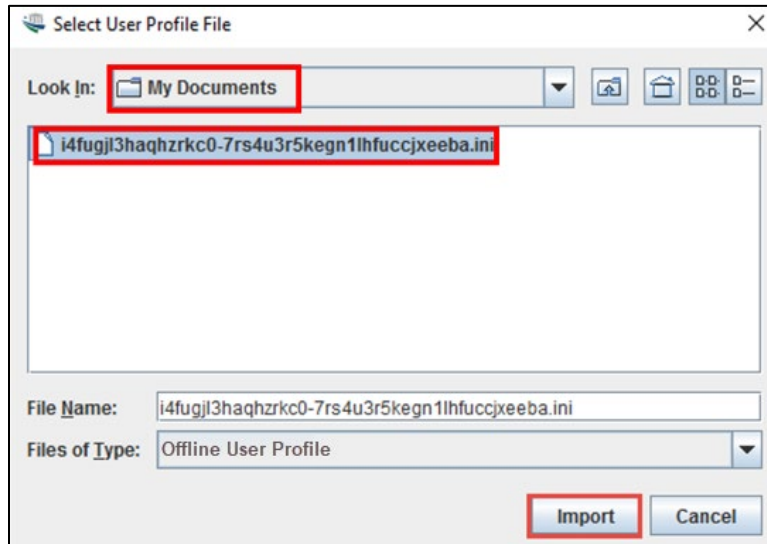 Select User Profile File
Look In: My Documents
i4fugjl3haqhzrkc0-7rs4u3r5kegn1lhfuccjxeeba.ini
File Name: i4fugjl3haqhzrkc0-7rs4u3r5kegn1lhfuccjxeeba.ini
Files of Type: Offline User Profile
Import Cancel